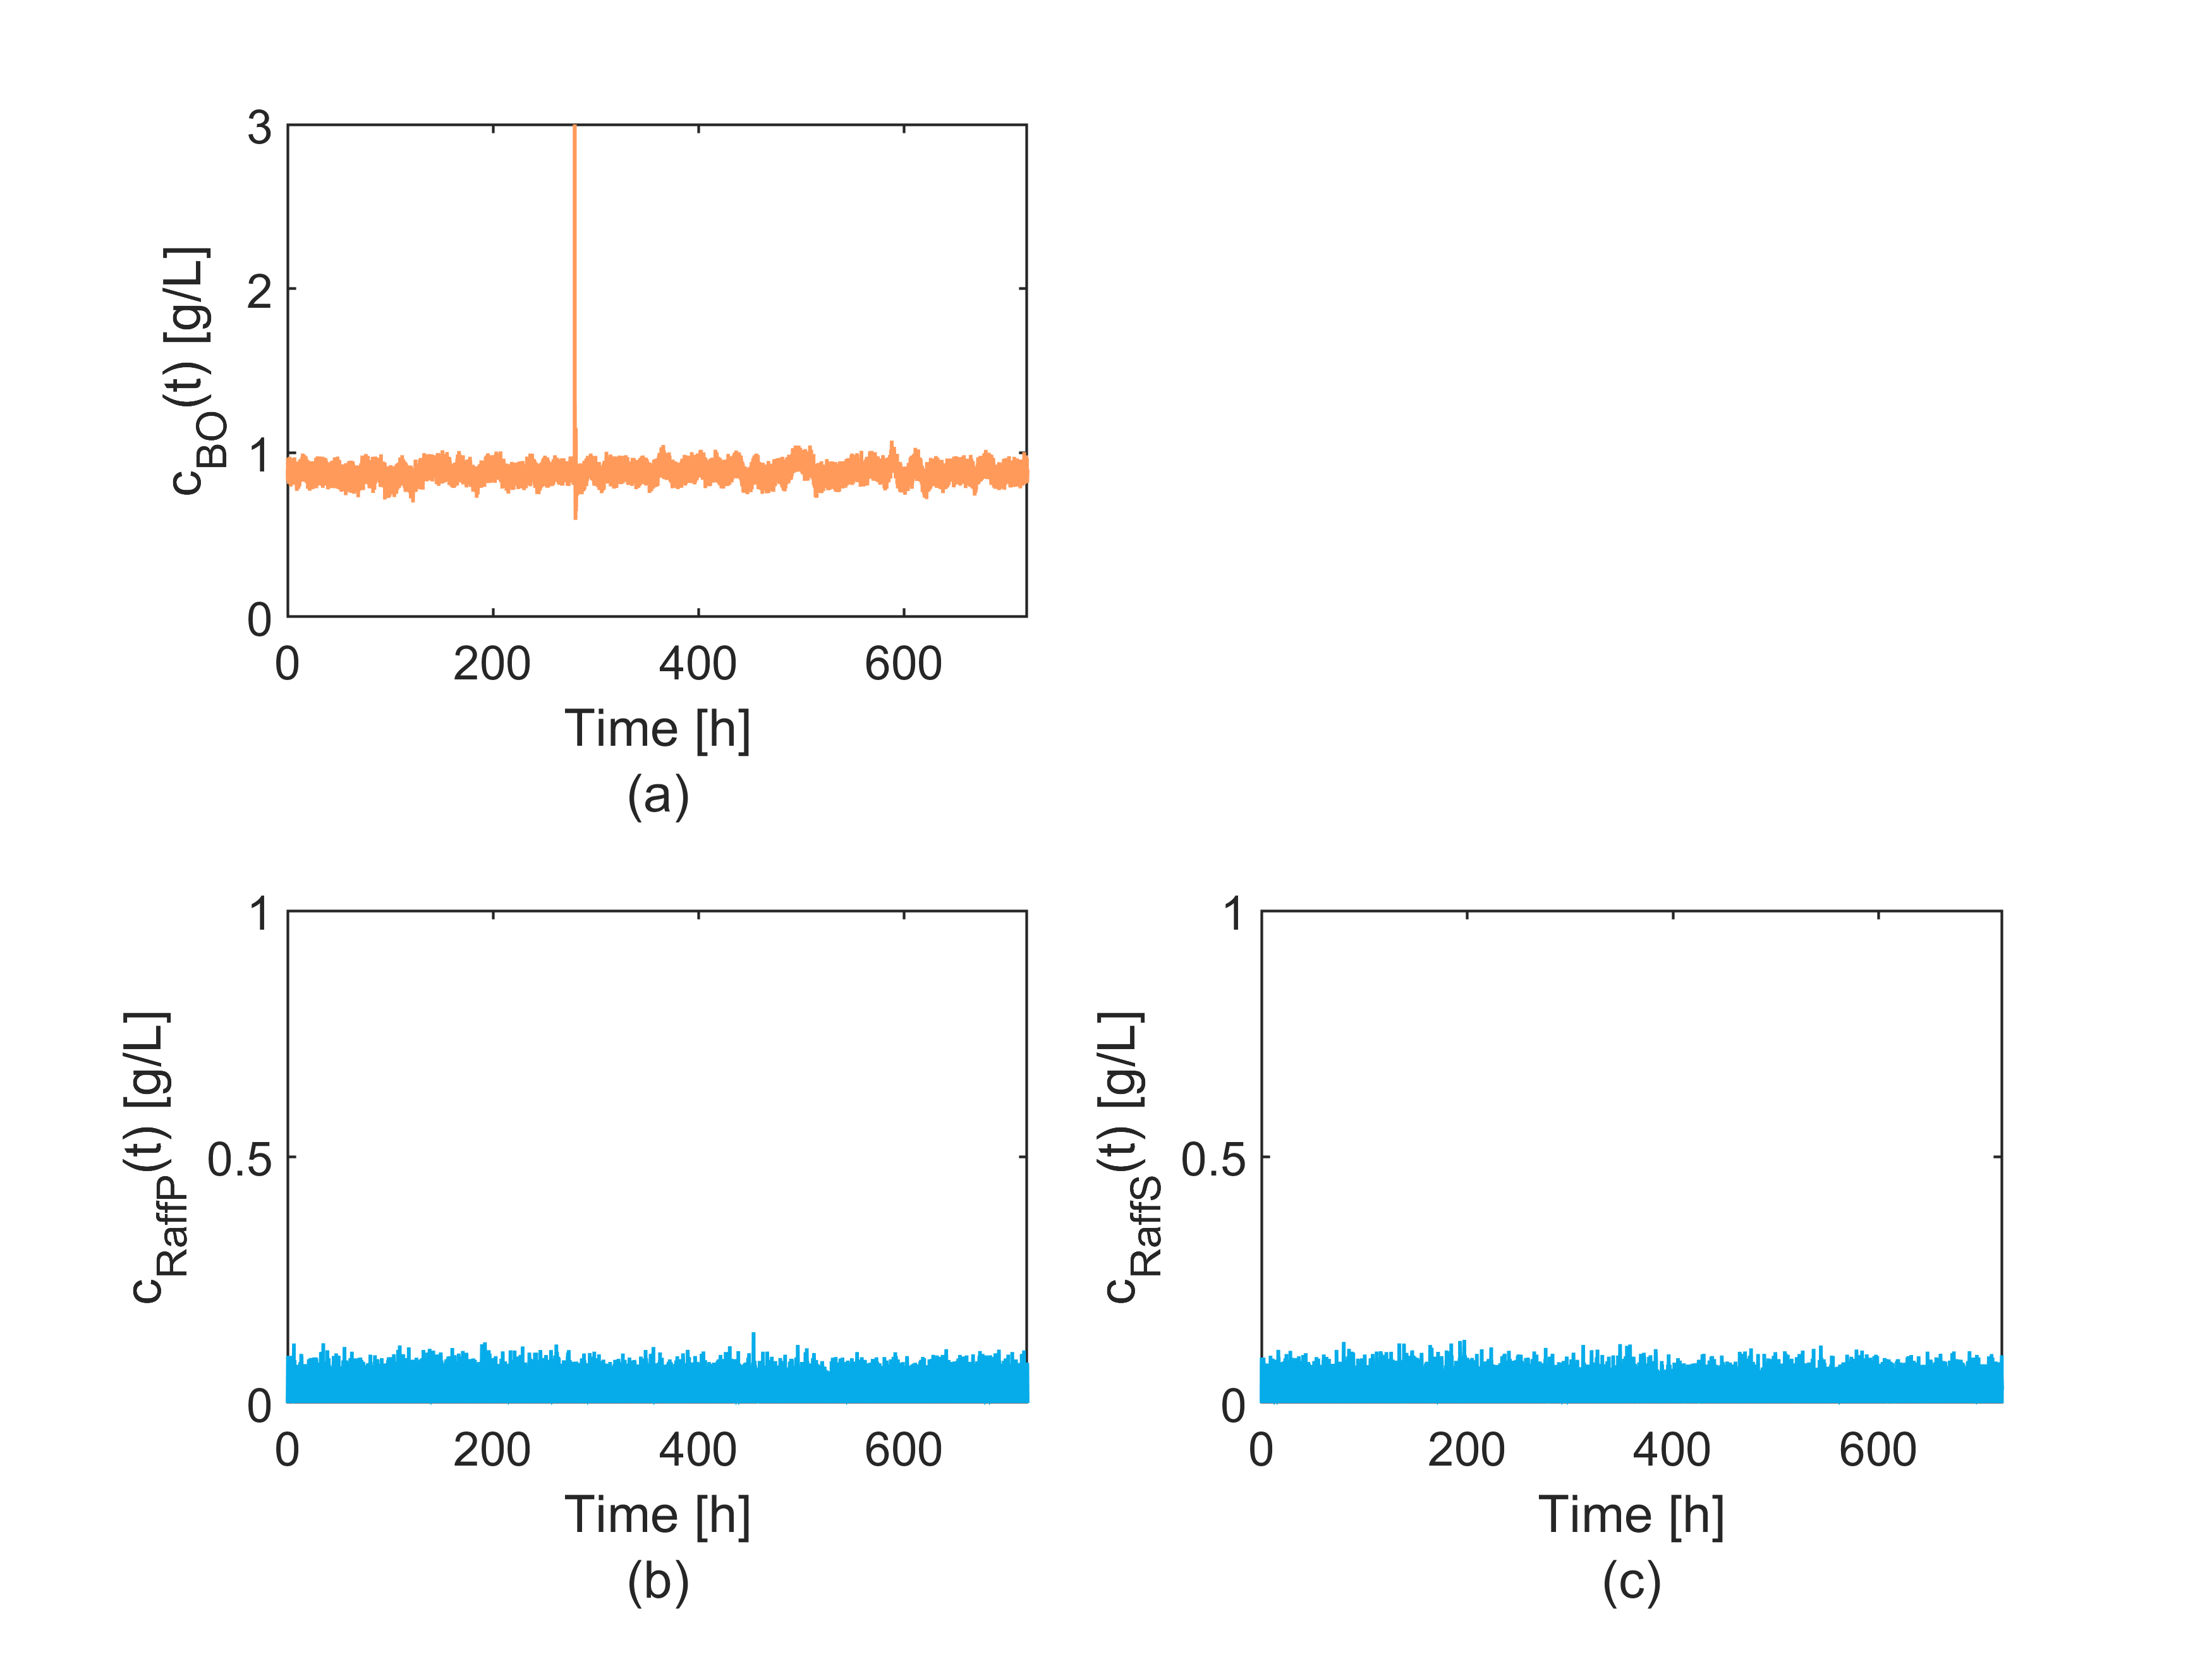 3
2
1
0
c_BO(t) [g/L]
0 200 400 600
Time [h]
(a)
1
0.5
0
c_RaffP(t) [g/L]
0 200 400 600
Time [h]
(b)
1
0.5
0
c_RaffS(t) [g/L]
0 200 400 600
Time [h]
(c)